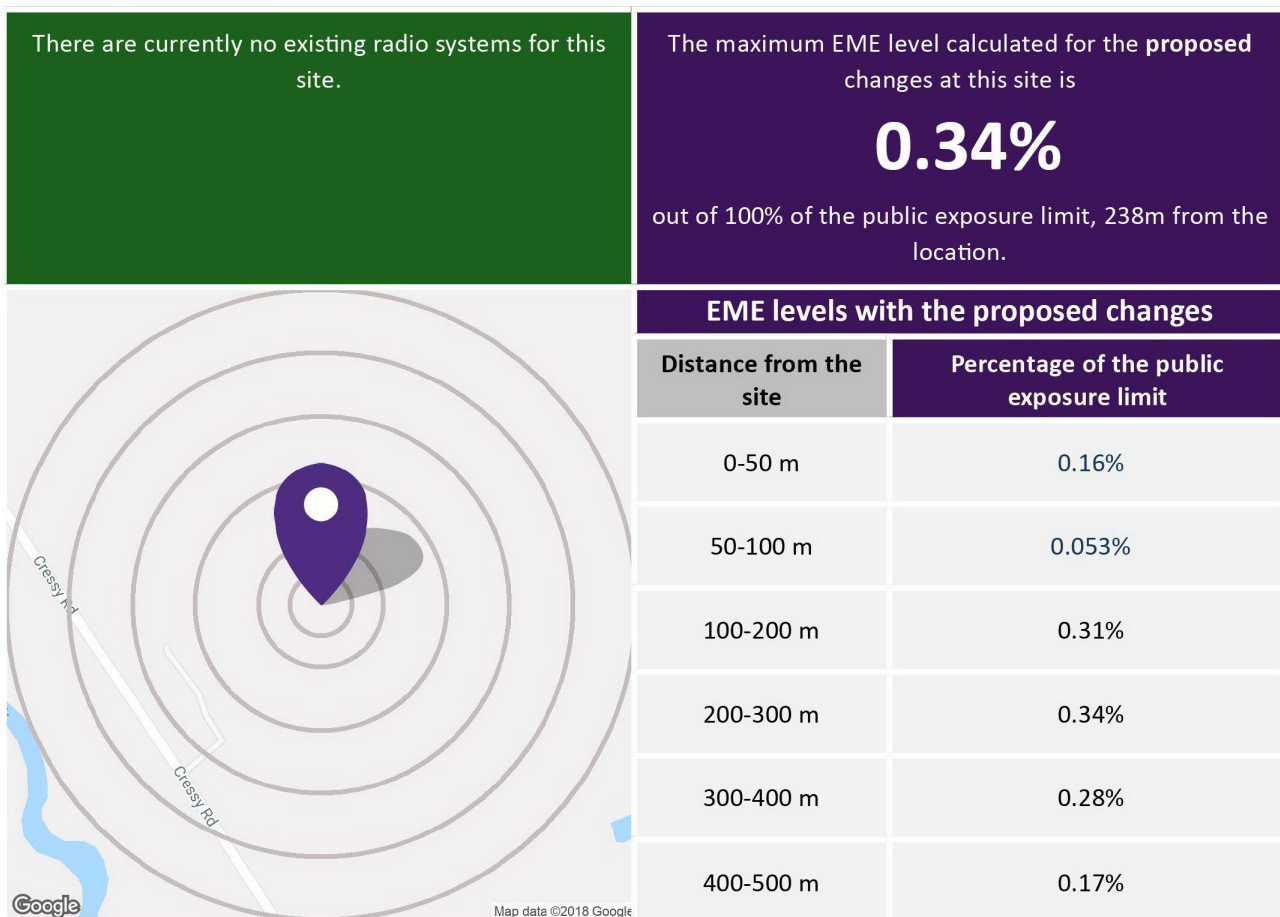 There are currently no existing radio systems for this
site.
The maximum EME level calculated for the proposed
changes at this site is
0.34%
out of 100% of the public exposure limit, 238m from the
location.
Cressy Rd
Cressy Rd
Google
Map data ©2018 Google
EME levels with the proposed changes
Distance from the
site
Percentage of the public
exposure limit
0-50 m
0.16%
50-100 m
0.053%
100-200 m
0.31%
200-300 m
0.34%
300-400 m
0.28%
400-500 m
0.17%